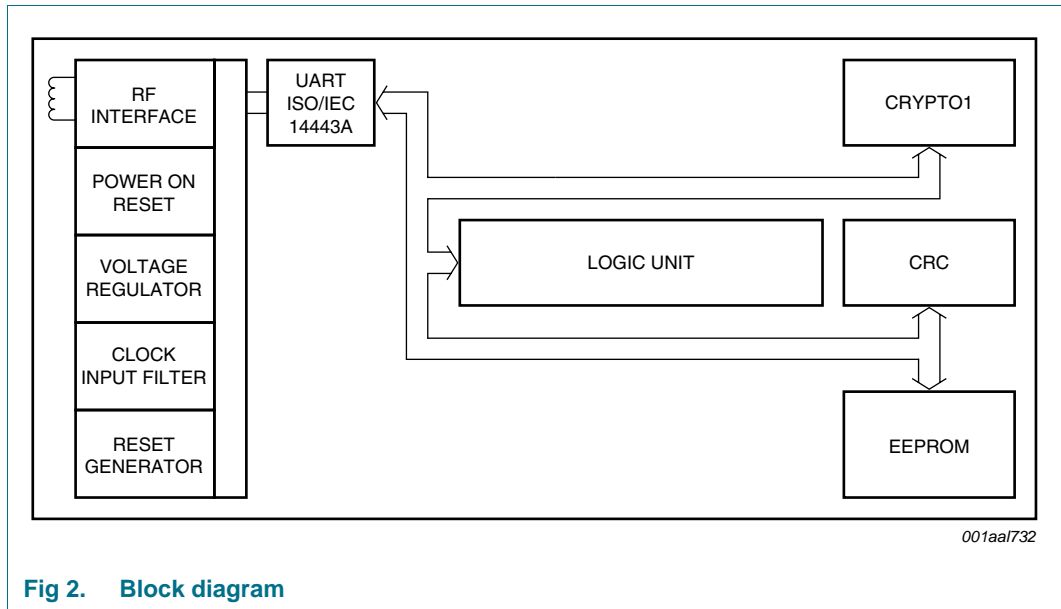 RF
INTERFACE
POWER ON
RESET
VOLTAGE
REGULATOR
CLOCK
INPUT FILTER
RESET
GENERATOR
UART
ISO/IEC
14443A
LOGIC UNIT
CRYPTO1
CRC
EEPROM
001aal732
Fig 2. Block diagram